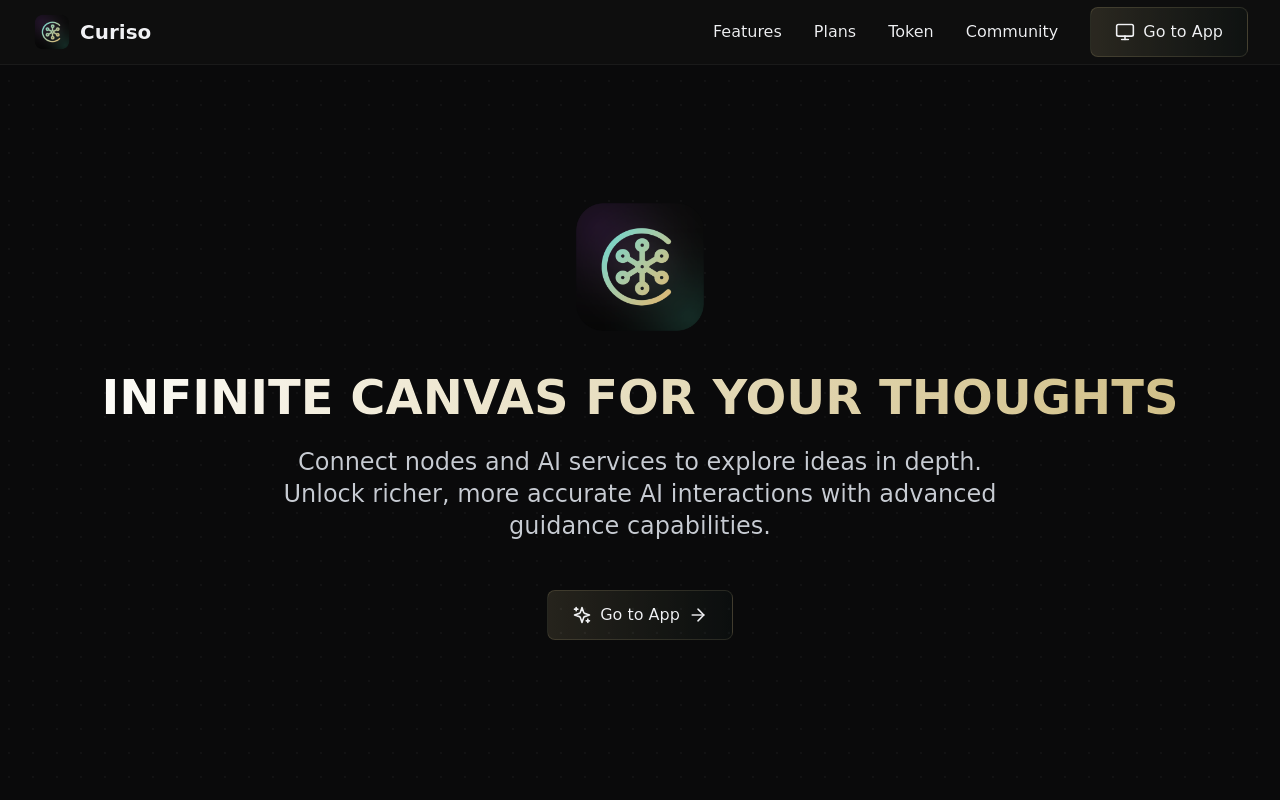 Curiso
Features
Plans
Token
Community
Go to App
INFINITE CANVAS FOR YOUR THOUGHTS
Connect nodes and AI services to explore ideas in depth.
Unlock richer, more accurate AI interactions with advanced
guidance capabilities.
Go to App